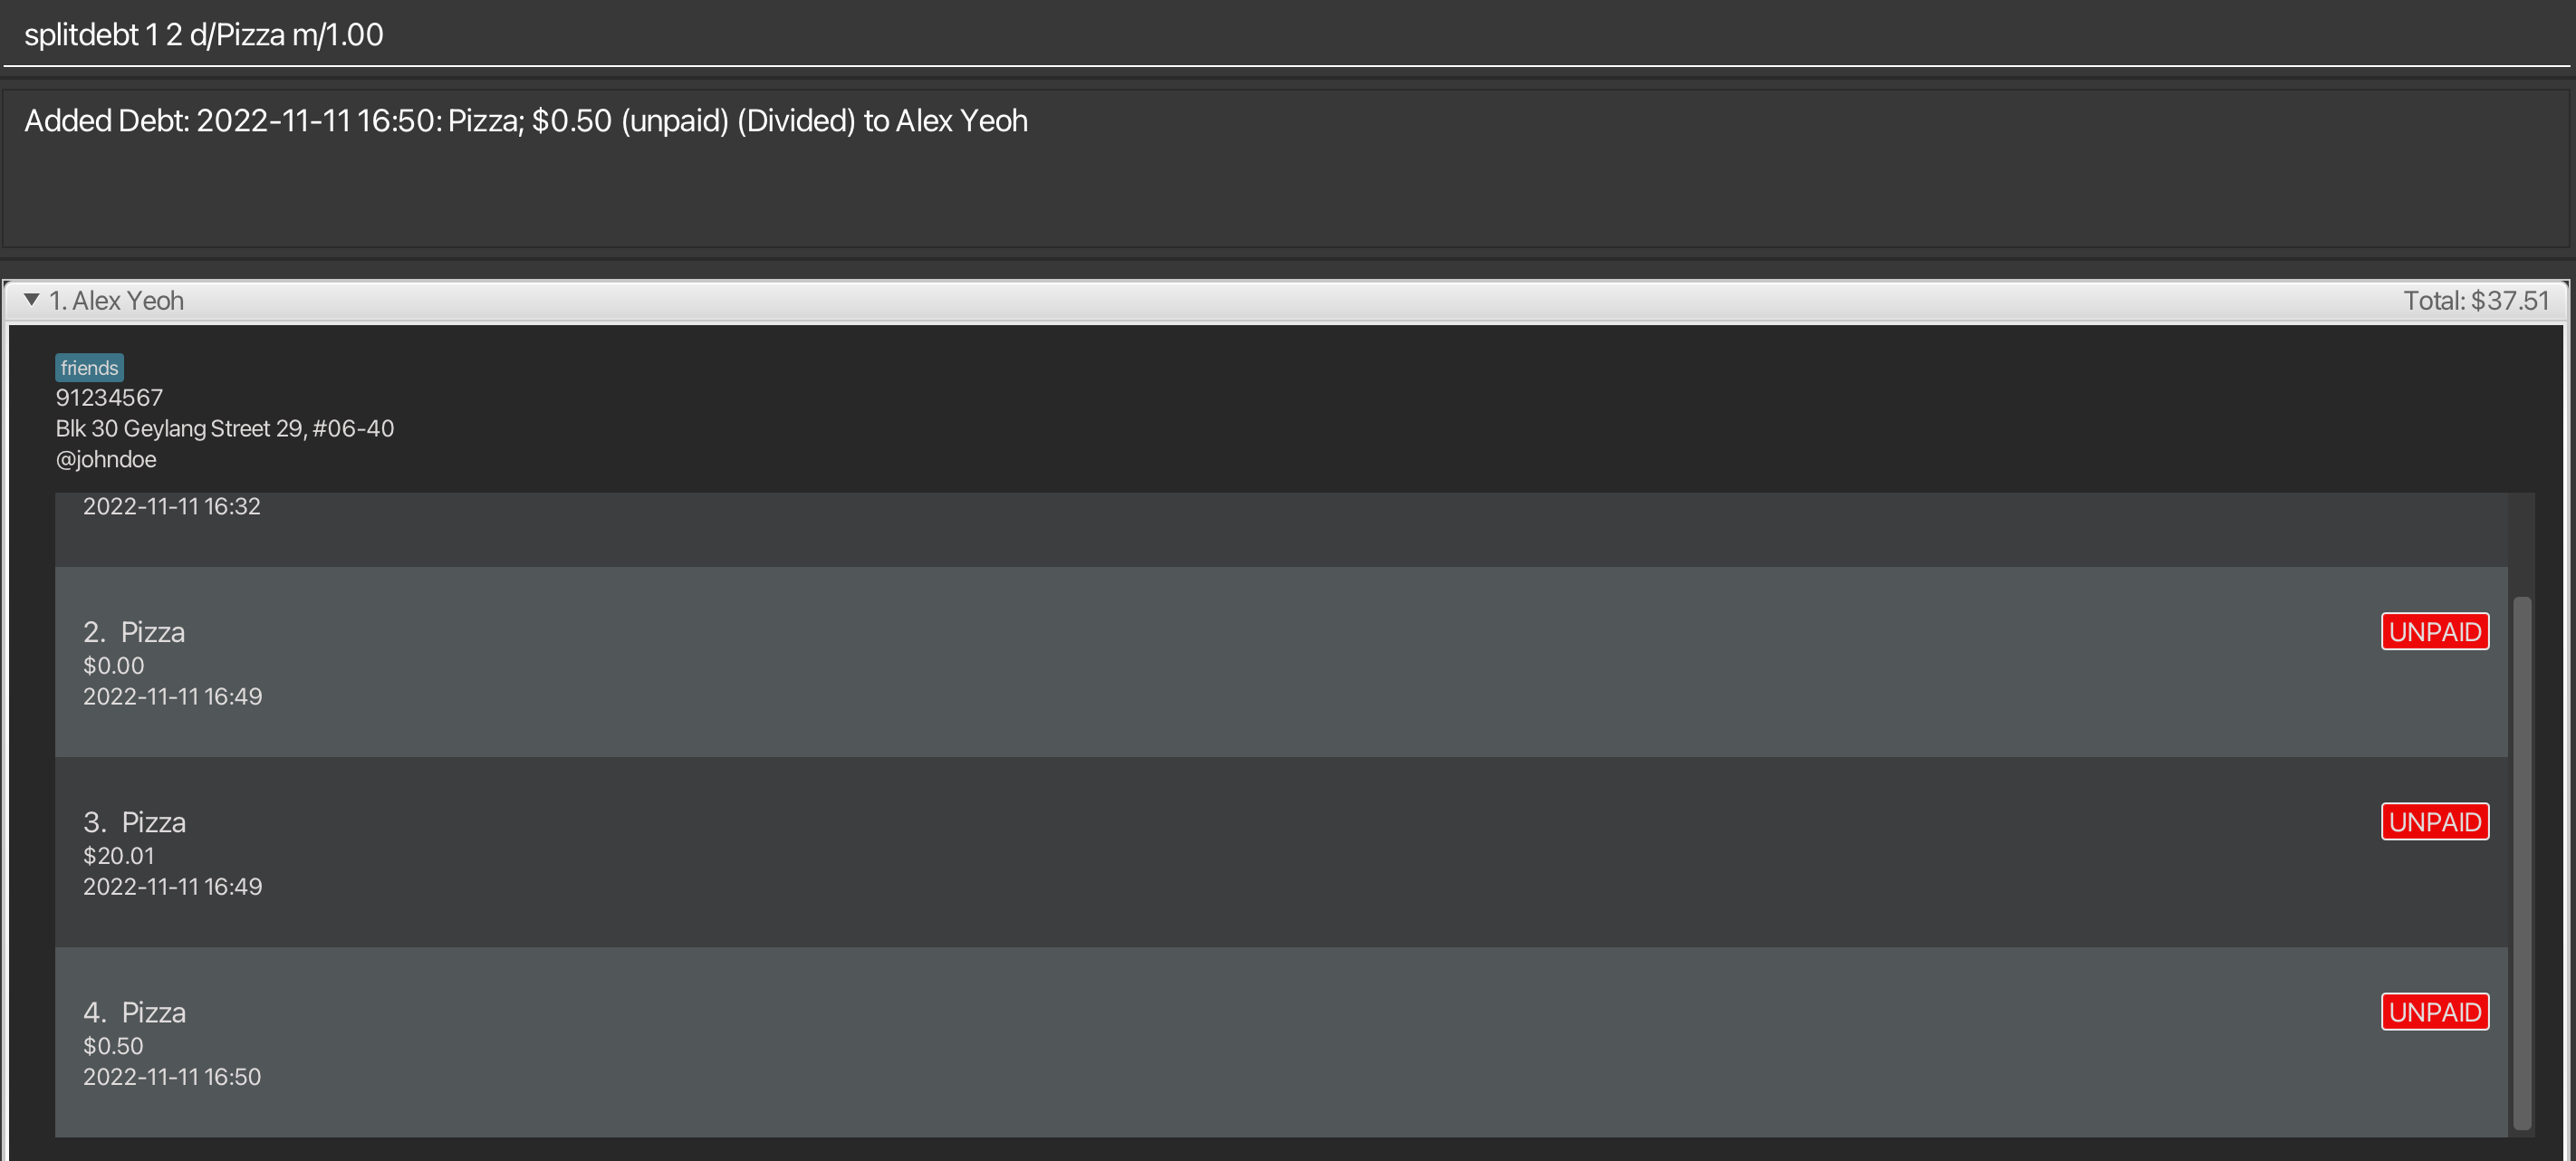 splitdebt 1 2 d/Pizza m/1.00
Added Debt: 2022-11-11 16:50: Pizza; $0.50 (unpaid) (Divided) to Alex Yeoh
1. Alex Yeoh Total: $37.51
friends
91234567
Blk 30 Geylang Street 29, #06-40
@johndoe
2022-11-11 16:32
2. Pizza UNPAID
$0.00
2022-11-11 16:49
3. Pizza UNPAID
$20.01
2022-11-11 16:49
4. Pizza UNPAID
$0.50
2022-11-11 16:50